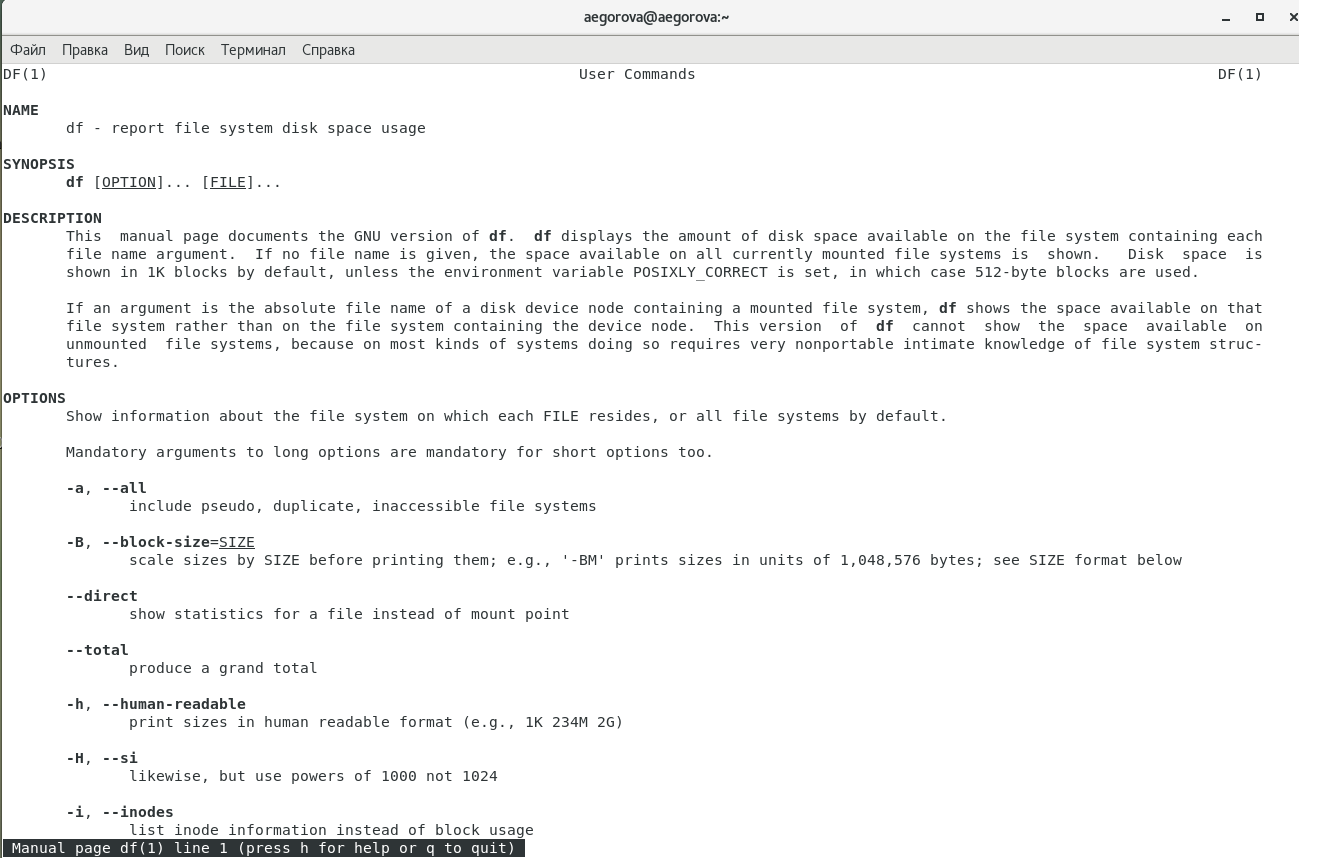 aegorova@aegorova:~
Файл Правка Вид Поиск Терминал Справка
DF(1) User Commands DF(1)
NAME
df - report file system disk space usage
SYNOPSIS
df [OPTION]... [FILE]...
DESCRIPTION
This  manual page documents the GNU version of df.  df displays the amount of disk space available on the file system containing each
file name argument.  If no file name is given, the space available on all currently mounted file systems is  shown.   Disk  space  is
shown in 1K blocks by default, unless the environment variable POSIXLY_CORRECT is set, in which case 512-byte blocks are used.
If an argument is the absolute file name of a disk device node containing a mounted file system, df shows the space available on that
file system rather than on the file system containing the device node.  This version  of  df  cannot  show  the  space  available  on
unmounted  file systems, because on most kinds of systems doing so requires very nonportable intimate knowledge of file system struc-
tures.
OPTIONS
Show information about the file system on which each FILE resides, or all file systems by default.
Mandatory arguments to long options are mandatory for short options too.
-a, --all
include pseudo, duplicate, inaccessible file systems
-B, --block-size=SIZE
scale sizes by SIZE before printing them; e.g., '-BM' prints sizes in units of 1,048,576 bytes; see SIZE format below
--direct
show statistics for a file instead of mount point
--total
produce a grand total
-h, --human-readable
print sizes in human readable format (e.g., 1K 234M 2G)
-H, --si
likewise, but use powers of 1000 not 1024
-i, --inodes
list inode information instead of block usage
Manual page df(1) line 1 (press h for help or q to quit)